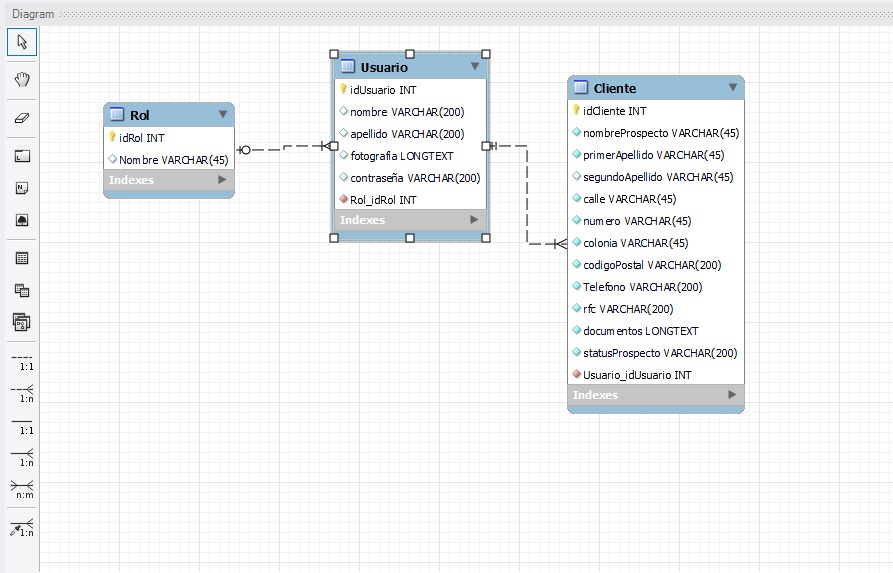 Diagram
Rol
idRol INT
Nombre VARCHAR(45)
Indexes
Usuario
idUsuario INT
nombre VARCHAR(200)
apellido VARCHAR(200)
fotografia LONGTEXT
contraseña VARCHAR(200)
Rol_idRol INT
Indexes
Cliente
idCliente INT
nombreProspecto VARCHAR(45)
primerApellido VARCHAR(45)
segundoApellido VARCHAR(45)
calle VARCHAR(45)
numero VARCHAR(45)
colonia VARCHAR(45)
codigoPostal VARCHAR(200)
Telefono VARCHAR(200)
rfc VARCHAR(200)
documentos LONGTEXT
statusProspecto VARCHAR(200)
Usuario_idUsuario INT
Indexes
1:1
1:n
1:1
1:n
n:m
1:n